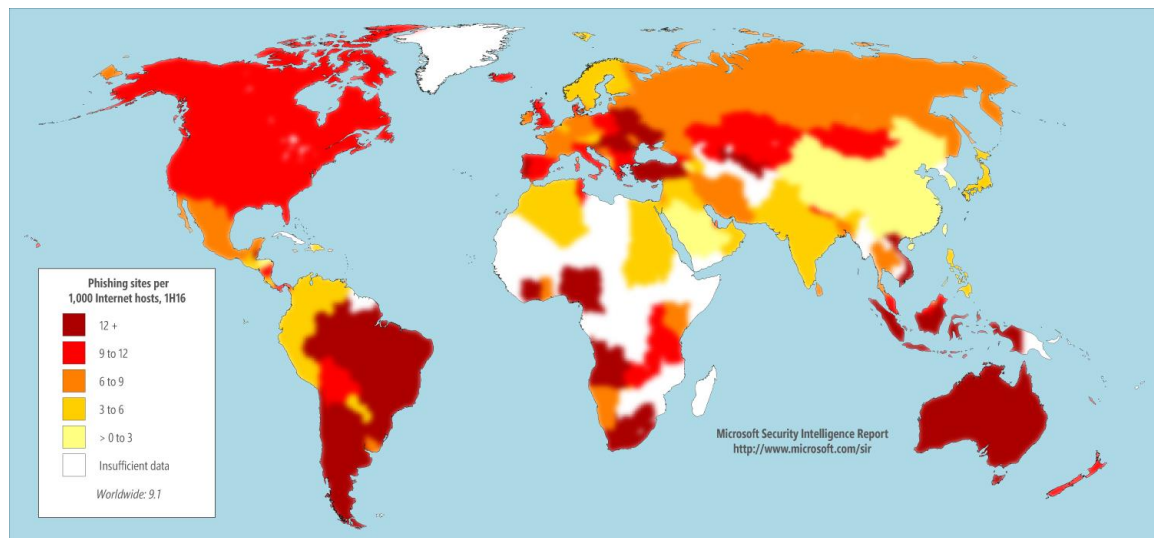 Phishing sites per
1,000 Internet hosts, 1H16
12 +
9 to 12
6 to 9
3 to 6
> 0 to 3
Insufficient data
Worldwide: 9.1
Microsoft Security Intelligence Report
http://www.microsoft.com/sir